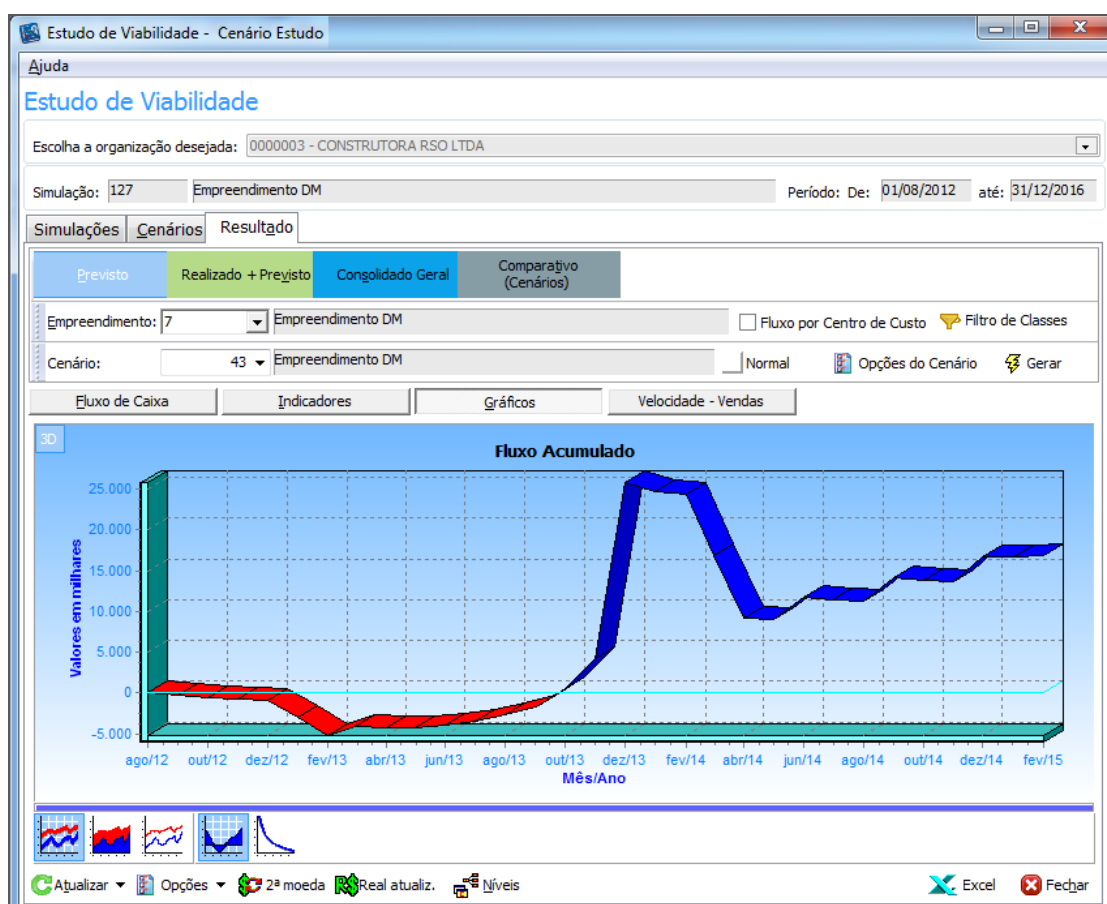 Estudo de Viabilidade - Cenário Estudo
Ajuda
Estudo de Viabilidade
Escolha a organização desejada: 0000003 - CONSTRUTORA RSO LTDA
Simulação: 127 Empreendimento DM Período: De: 01/08/2012 até: 31/12/2016
Simulações Cenários Resultado
Previsto Realizado + Previsto Consolidado Geral Comparativo
(Cenários)
Empreendimento: 7 Empreendimento DM Fluxo por Centro de Custo Filtro de Classes
Cenário: 43 Empreendimento DM Normal Opções do Cenário Gerar
Fluxo de Caixa Indicadores Gráficos Velocidade - Vendas
3D
Fluxo Acumulado
Valores em milhares
25.000
20.000
15.000
10.000
5.000
0
-5.000
ago/12 out/12 dez/12 fev/13 abr/13 jun/13 ago/13 out/13 dez/13 fev/14 abr/14 jun/14 ago/14 out/14 dez/14 fev/15
Mês/Ano
Atualizar Opções 2ª moeda R$ Real atualiz. Níveis Excel Fechar